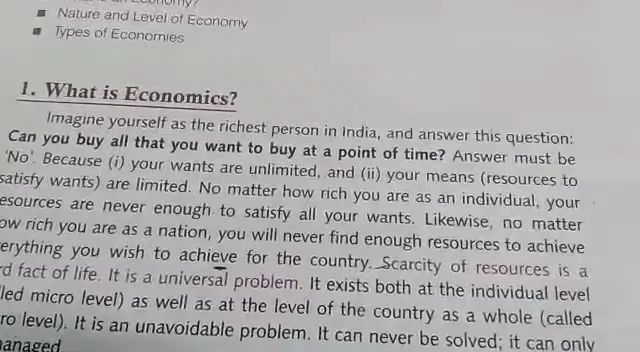 Nature and Level of Economy
Types of Economies
1. What is Economics?
Imagine yourself as the richest person in India, and answer this question:
Can you buy all that you want to buy at a point of time? Answer must be
'No'. Because (i) your wants are unlimited, and (ii) your means (resources to
satisfy wants) are limited. No matter how rich you are as an individual, your
esources are never enough to satisfy all your wants. Likewise, no matter
ow rich you are as a nation, you will never find enough resources to achieve
erything you wish to achieve for the country. Scarcity of resources is a
rd fact of life. It is a universal problem. It exists both at the individual level
led micro level) as well as at the level of the country as a whole (called
ro level). It is an unavoidable problem. It can never be solved; it can only
anaged